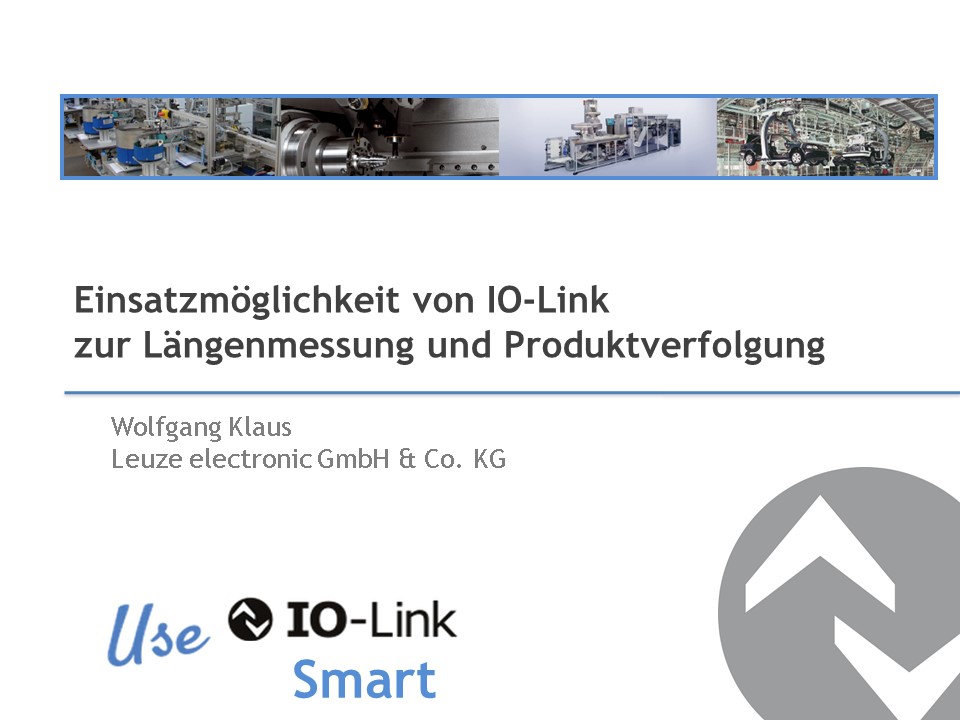 Einsatzmöglichkeit von IO-Link
zur Längenmessung und Produktverfolgung
Wolfgang Klaus
Leuze electronic GmbH & Co. KG
Use IO-Link
Smart